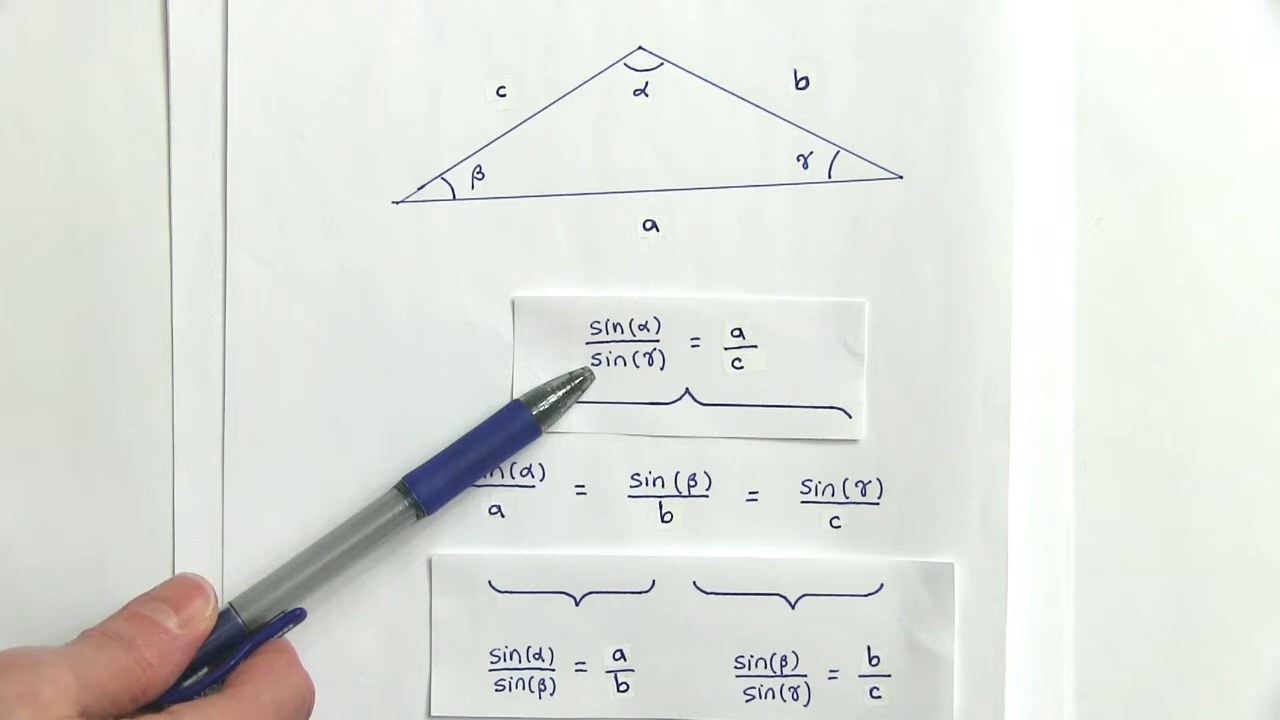 c
b
α
β
γ
a
sin(α)/sin(γ) = a/c
(α)/a = sin(β)/b = sin(γ)/c
sin(α)/sin(β) = a/b
sin(β)/sin(γ) = b/c